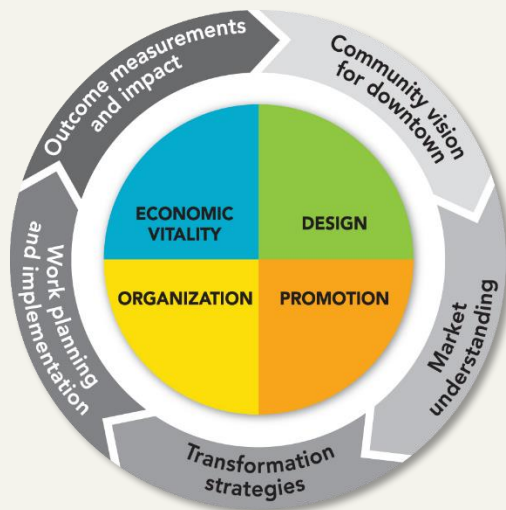 Outcome measurements
and impact
Community vision
for downtown
Market
understanding
Transformation
strategies
Work planning
and implementation
ECONOMIC
VITALITY
DESIGN
ORGANIZATION
PROMOTION